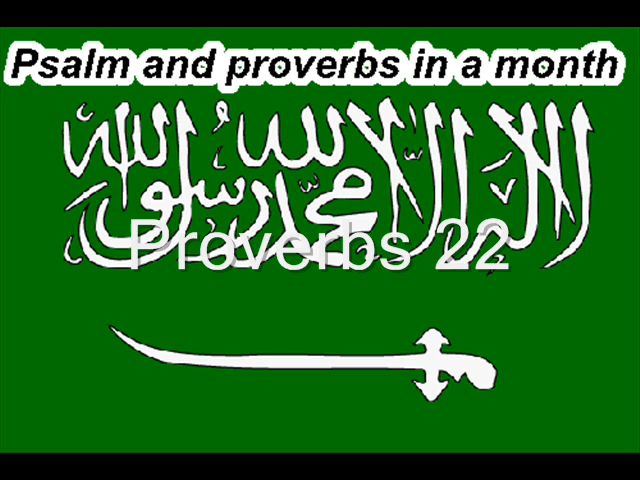 Psalm and proverbs in a month
لا إله إلا الله محمد رسول الله
Proverbs 22